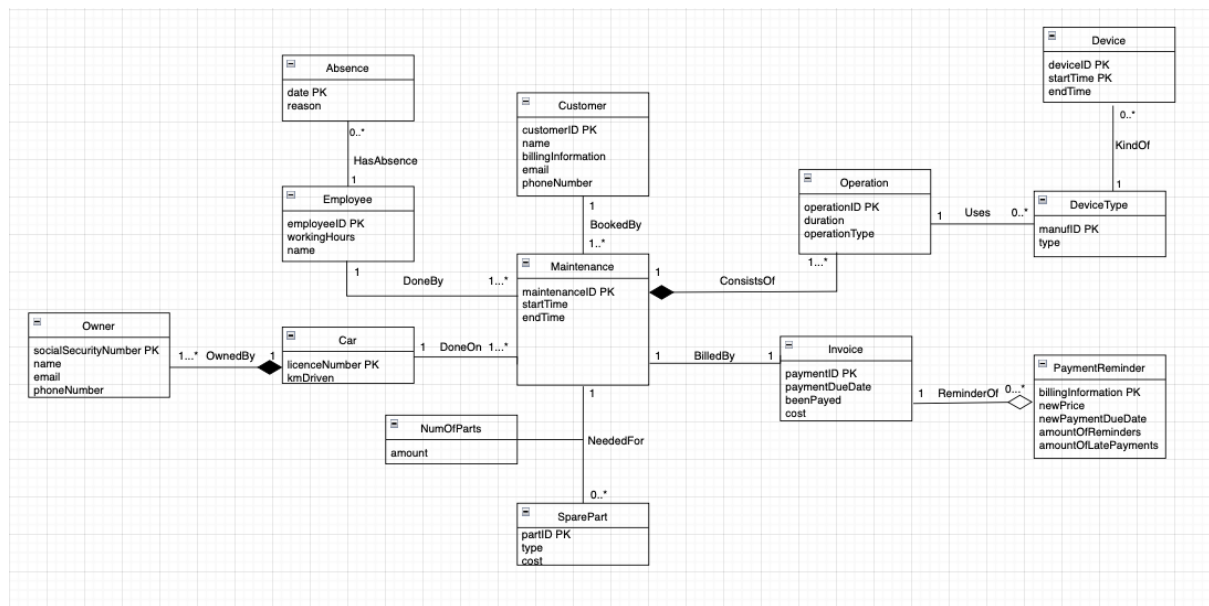 Device
deviceID PK
startTime PK
endTime
0..*
KindOf
1
Absence
date PK
reason
0..*
HasAbsence
1
Customer
customerID PK
name
billingInformation
email
phoneNumber
1
BookedBy
1..*
Operation
operationID PK
duration
operationType
1 Uses 0..*
1...*
DeviceType
manufID PK
type
Employee
employeeID PK
workingHours
name
1 DoneBy 1...*
Maintenance
maintenanceID PK
startTime
endTime
1 ConsistsOf
Owner
socialSecurityNumber PK
name
email
phoneNumber
1...* OwnedBy 1
Car
licenceNumber PK
kmDriven
1 DoneOn 1...*
1 BilledBy 1
Invoice
paymentID PK
paymentDueDate
beenPayed
cost
1 ReminderOf 0...*
PaymentReminder
billingInformation PK
newPrice
newPaymentDueDate
amountOfReminders
amountOfLatePayments
1
NumOfParts
amount
NeededFor
0..*
SparePart
partID PK
type
cost